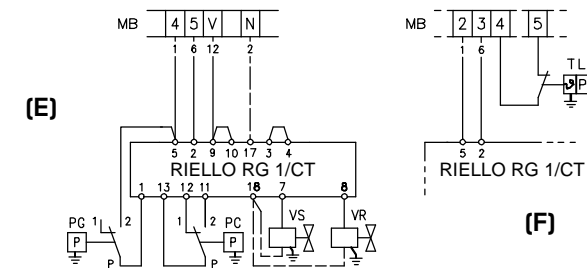 MB 4 5 V N
1 6 12 2
(E)
5 2 9 10 17 3 4
RIELLO RG 1/CT
1 13 12 11 18 7 8
PG 1 2 P P
1 2 PC P P
VS
VR
MB 2 3 4 5
1 6
TL
P
5 2
RIELLO RG 1/CT
(F)